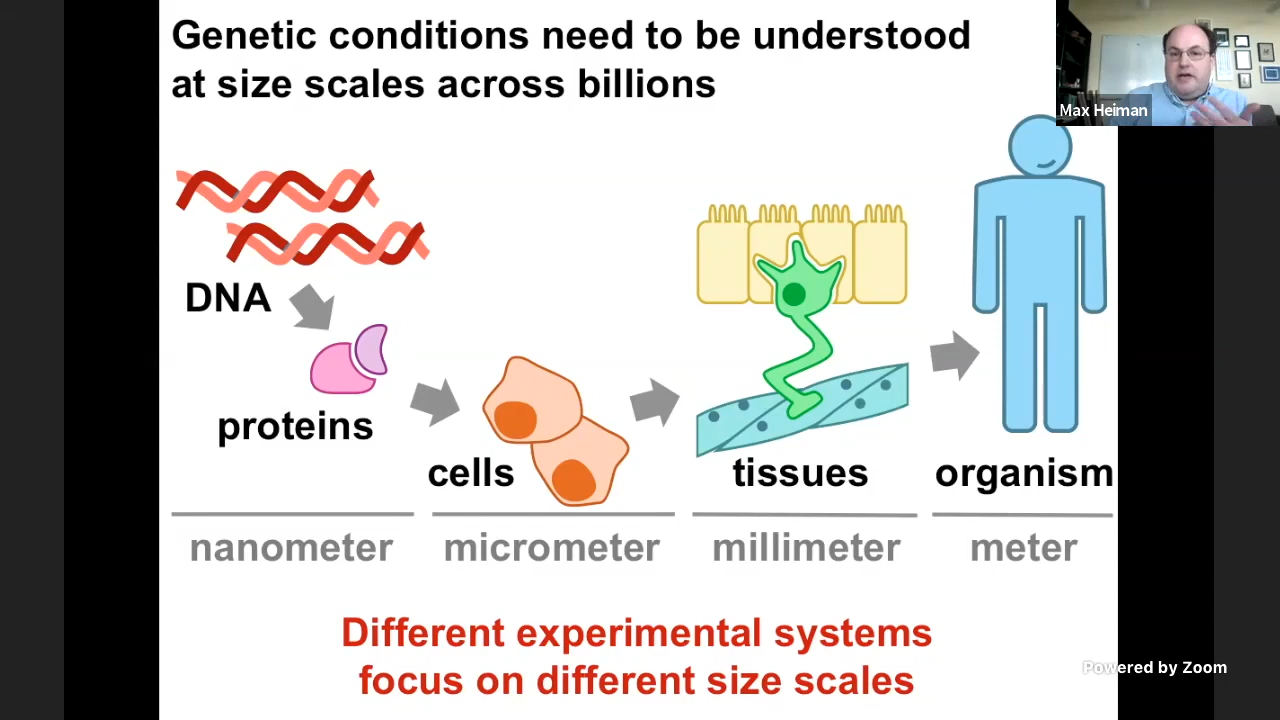 Genetic conditions need to be understood
at size scales across billions
Max Heiman
DNA
proteins
cells
tissues
organism
nanometer
micrometer
millimeter
meter
Different experimental systems
focus on different size scales
Powered by Zoom